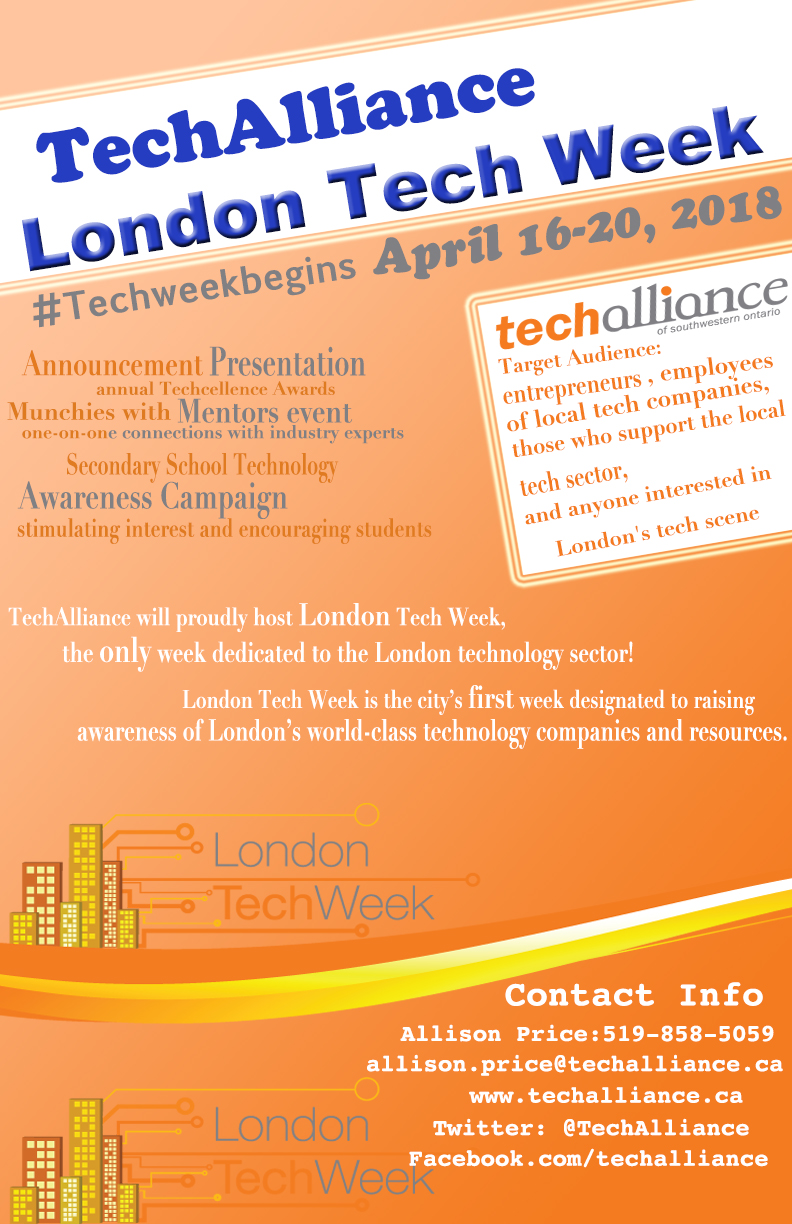 TechAlliance
London Tech Week
#Techweekbegins April 16-20, 2018
techalliance
of southwestern ontario
Target Audience:
entrepreneurs , employees
of local tech companies,
those who support the local
tech sector,
and anyone interested in
London's tech scene
Announcement Presentation
annual Techcellence Awards
Munchies with Mentors event
one-on-one connections with industry experts
Secondary School Technology
Awareness Campaign
stimulating interest and encouraging students
TechAlliance will proudly host London Tech Week,
the only week dedicated to the London technology sector!
London Tech Week is the city's first week designated to raising
awareness of London's world-class technology companies and resources.
London
TechWeek
Contact Info
Allison Price:519-858-5059
allison.price@techalliance.ca
www.techalliance.ca
Twitter: @TechAlliance
Facebook.com/techalliance
London
TechWeek